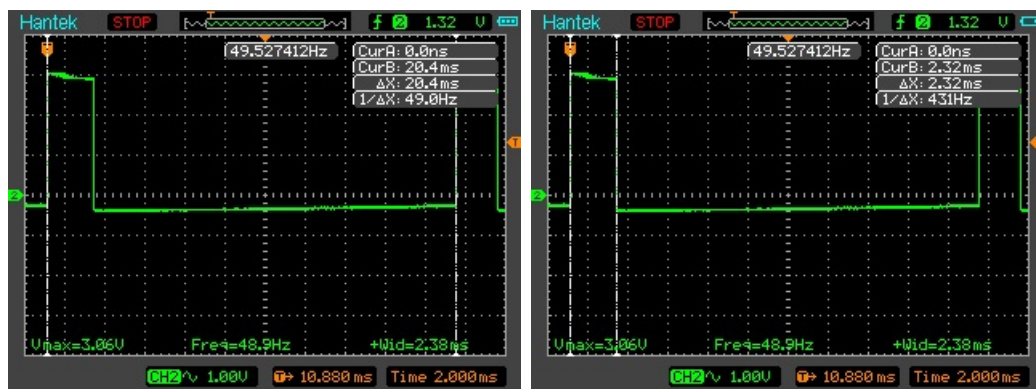 Hantek STOP T f 2 1.32 V
T 49.527412Hz CurA: 0.0ns
CurB: 20.4ms
ΔX: 20.4ms
1/ΔX: 49.0Hz
T
2
Vmax=3.06V Freq=48.9Hz +Wid=2.38ms
CH2 1.00V T→ 10.880ms Time 2.000ms
Hantek STOP T f 2 1.32 V
T 49.527412Hz CurA: 0.0ns
CurB: 2.32ms
ΔX: 2.32ms
1/ΔX: 431Hz
2
Vmax=3.06V Freq=48.9Hz +Wid=2.38ms
CH2 1.00V T→ 10.880ms Time 2.000ms